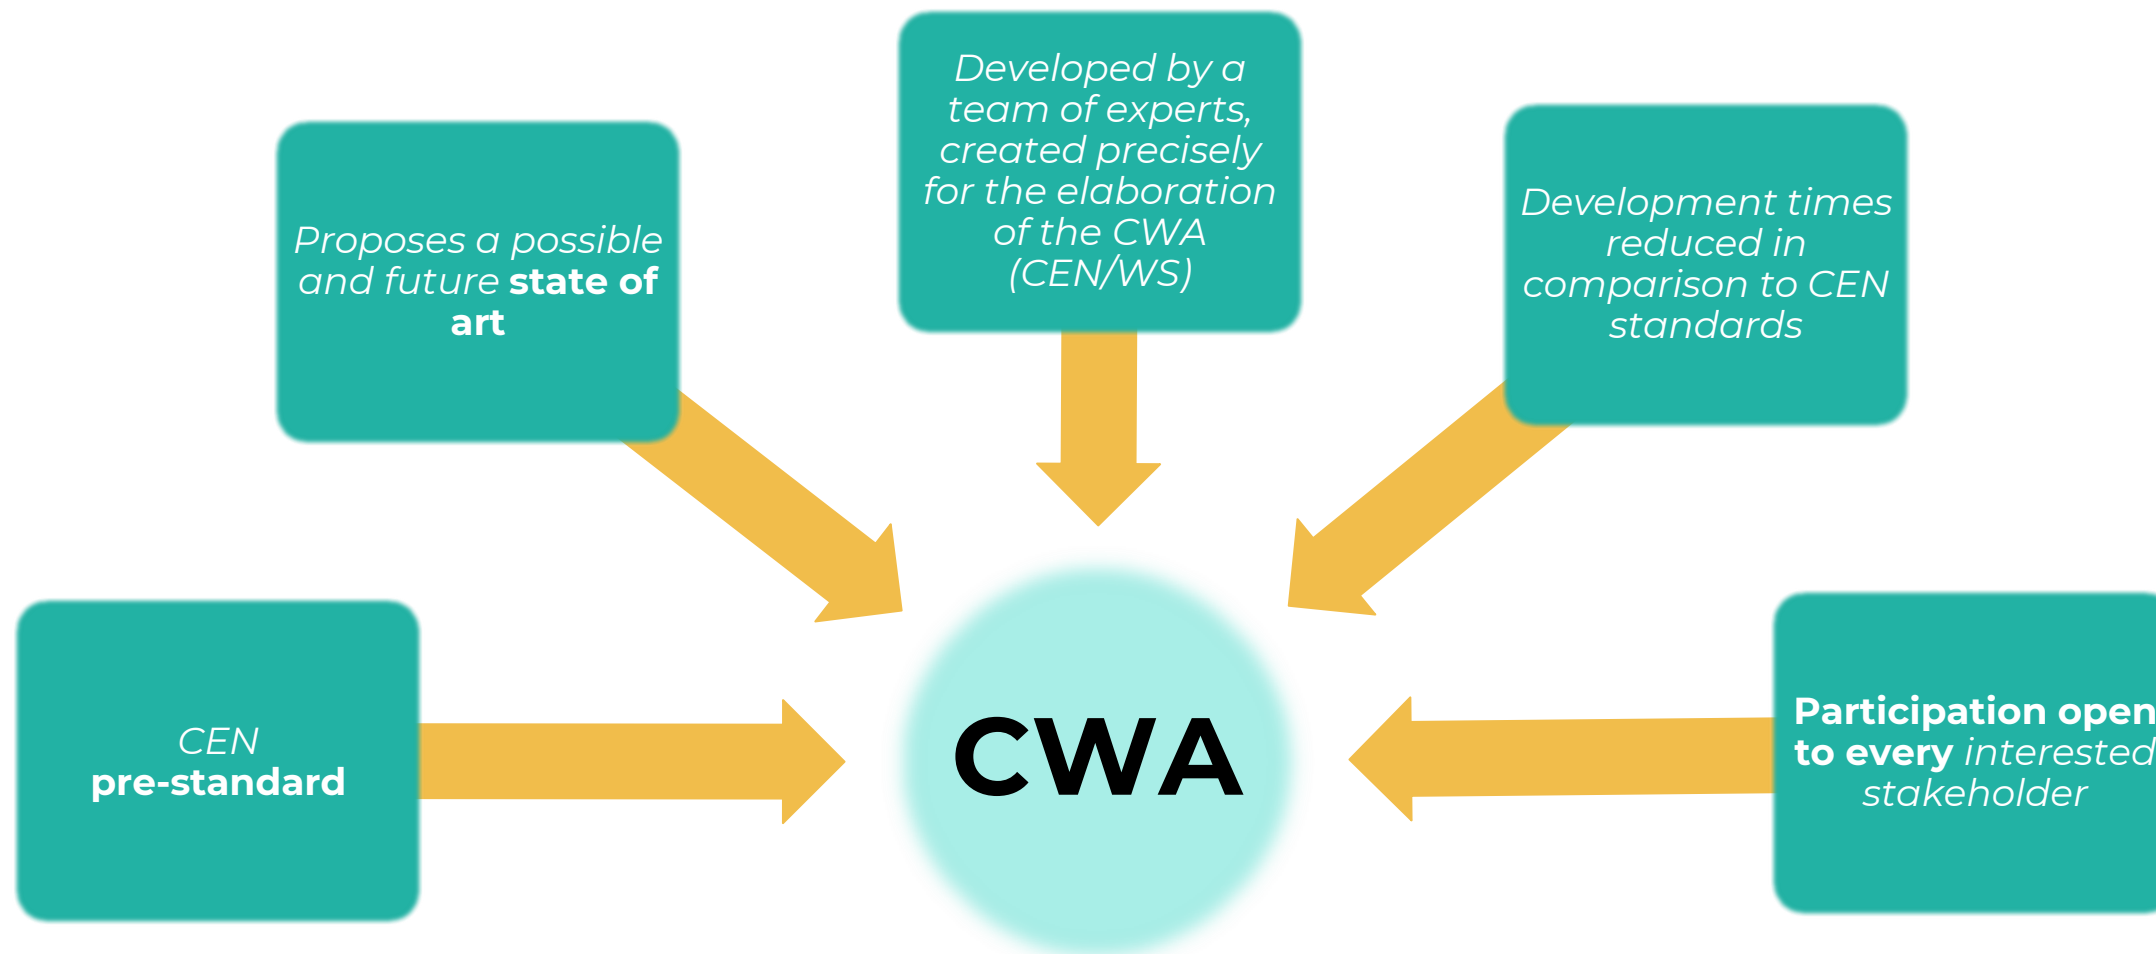 Developed by a
team of experts,
created precisely
for the elaboration
of the CWA
(CEN/WS)
Proposes a possible
and future state of
art
Development times
reduced in
comparison to CEN
standards
CEN
pre-standard
CWA
Participation open
to every interested
stakeholder